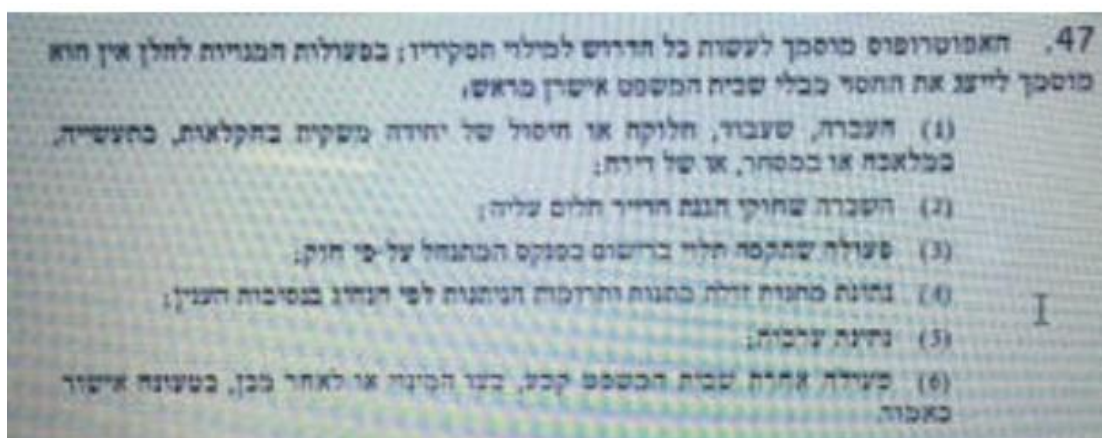 47. האפוטרופוס מוסמך לעשות כל הדרוש למילוי תפקידיו; בפעולות המנויות להלן אין הוא
מוסמך לייצג את החסוי מבלי שבית המשפט אישרן מראש:
(1) העברה, שעבוד, חלוקה או חיסול של יחידה משקית בחקלאות, בתעשייה,
במלאכה או במסחר, או של דירה;
(2) השכרה שחוקי הגנת הדייר חלים עליה;
(3) פעולה שתקפה תלוי ברישום בפנקס המתנהל על-פי חוק;
(4) נתינת מתנות זולת מתנות ותרומות הניתנות לפי הנהוג בנסיבות הענין;
(5) נתינת ערבות;
(6) פעולה אחרת שבית המשפט קבע, בצו המינוי או לאחר מכן, כטעונה אישור
כאמור.